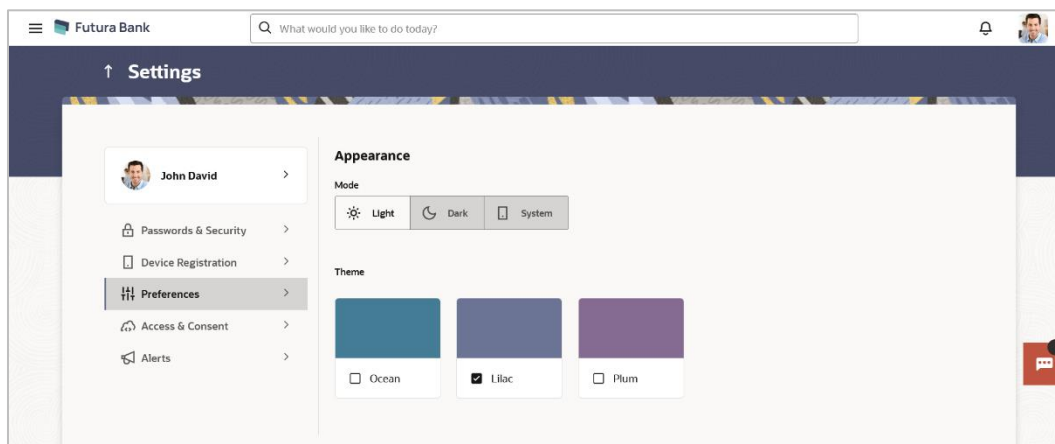 Futura Bank
What would you like to do today?
↑ Settings
John David
Passwords & Security
Device Registration
Preferences
Access & Consent
Alerts
Appearance
Mode
Light Dark System
Theme
Ocean Lilac Plum